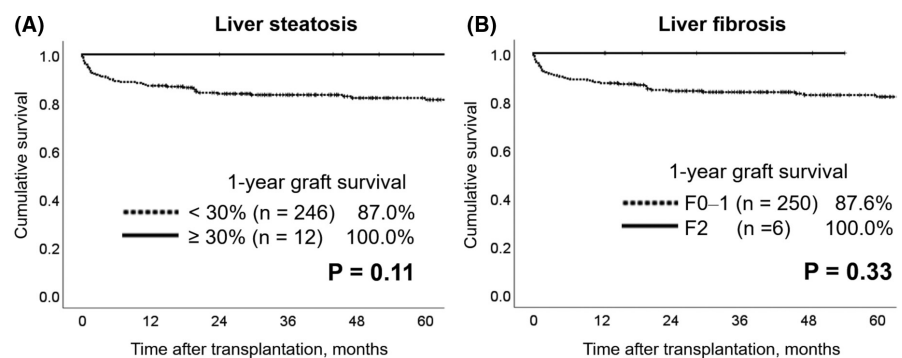 (A) Liver steatosis
Cumulative survival
1.0
0.8
0.6
0.4
0.2
0.0
1-year graft survival
< 30% (n = 246) 87.0%
≥ 30% (n = 12) 100.0%
P = 0.11
0 12 24 36 48 60
Time after transplantation, months
(B) Liver fibrosis
Cumulative survival
1.0
0.8
0.6
0.4
0.2
0.0
1-year graft survival
F0–1 (n = 250) 87.6%
F2 (n =6) 100.0%
P = 0.33
0 12 24 36 48 60
Time after transplantation, months